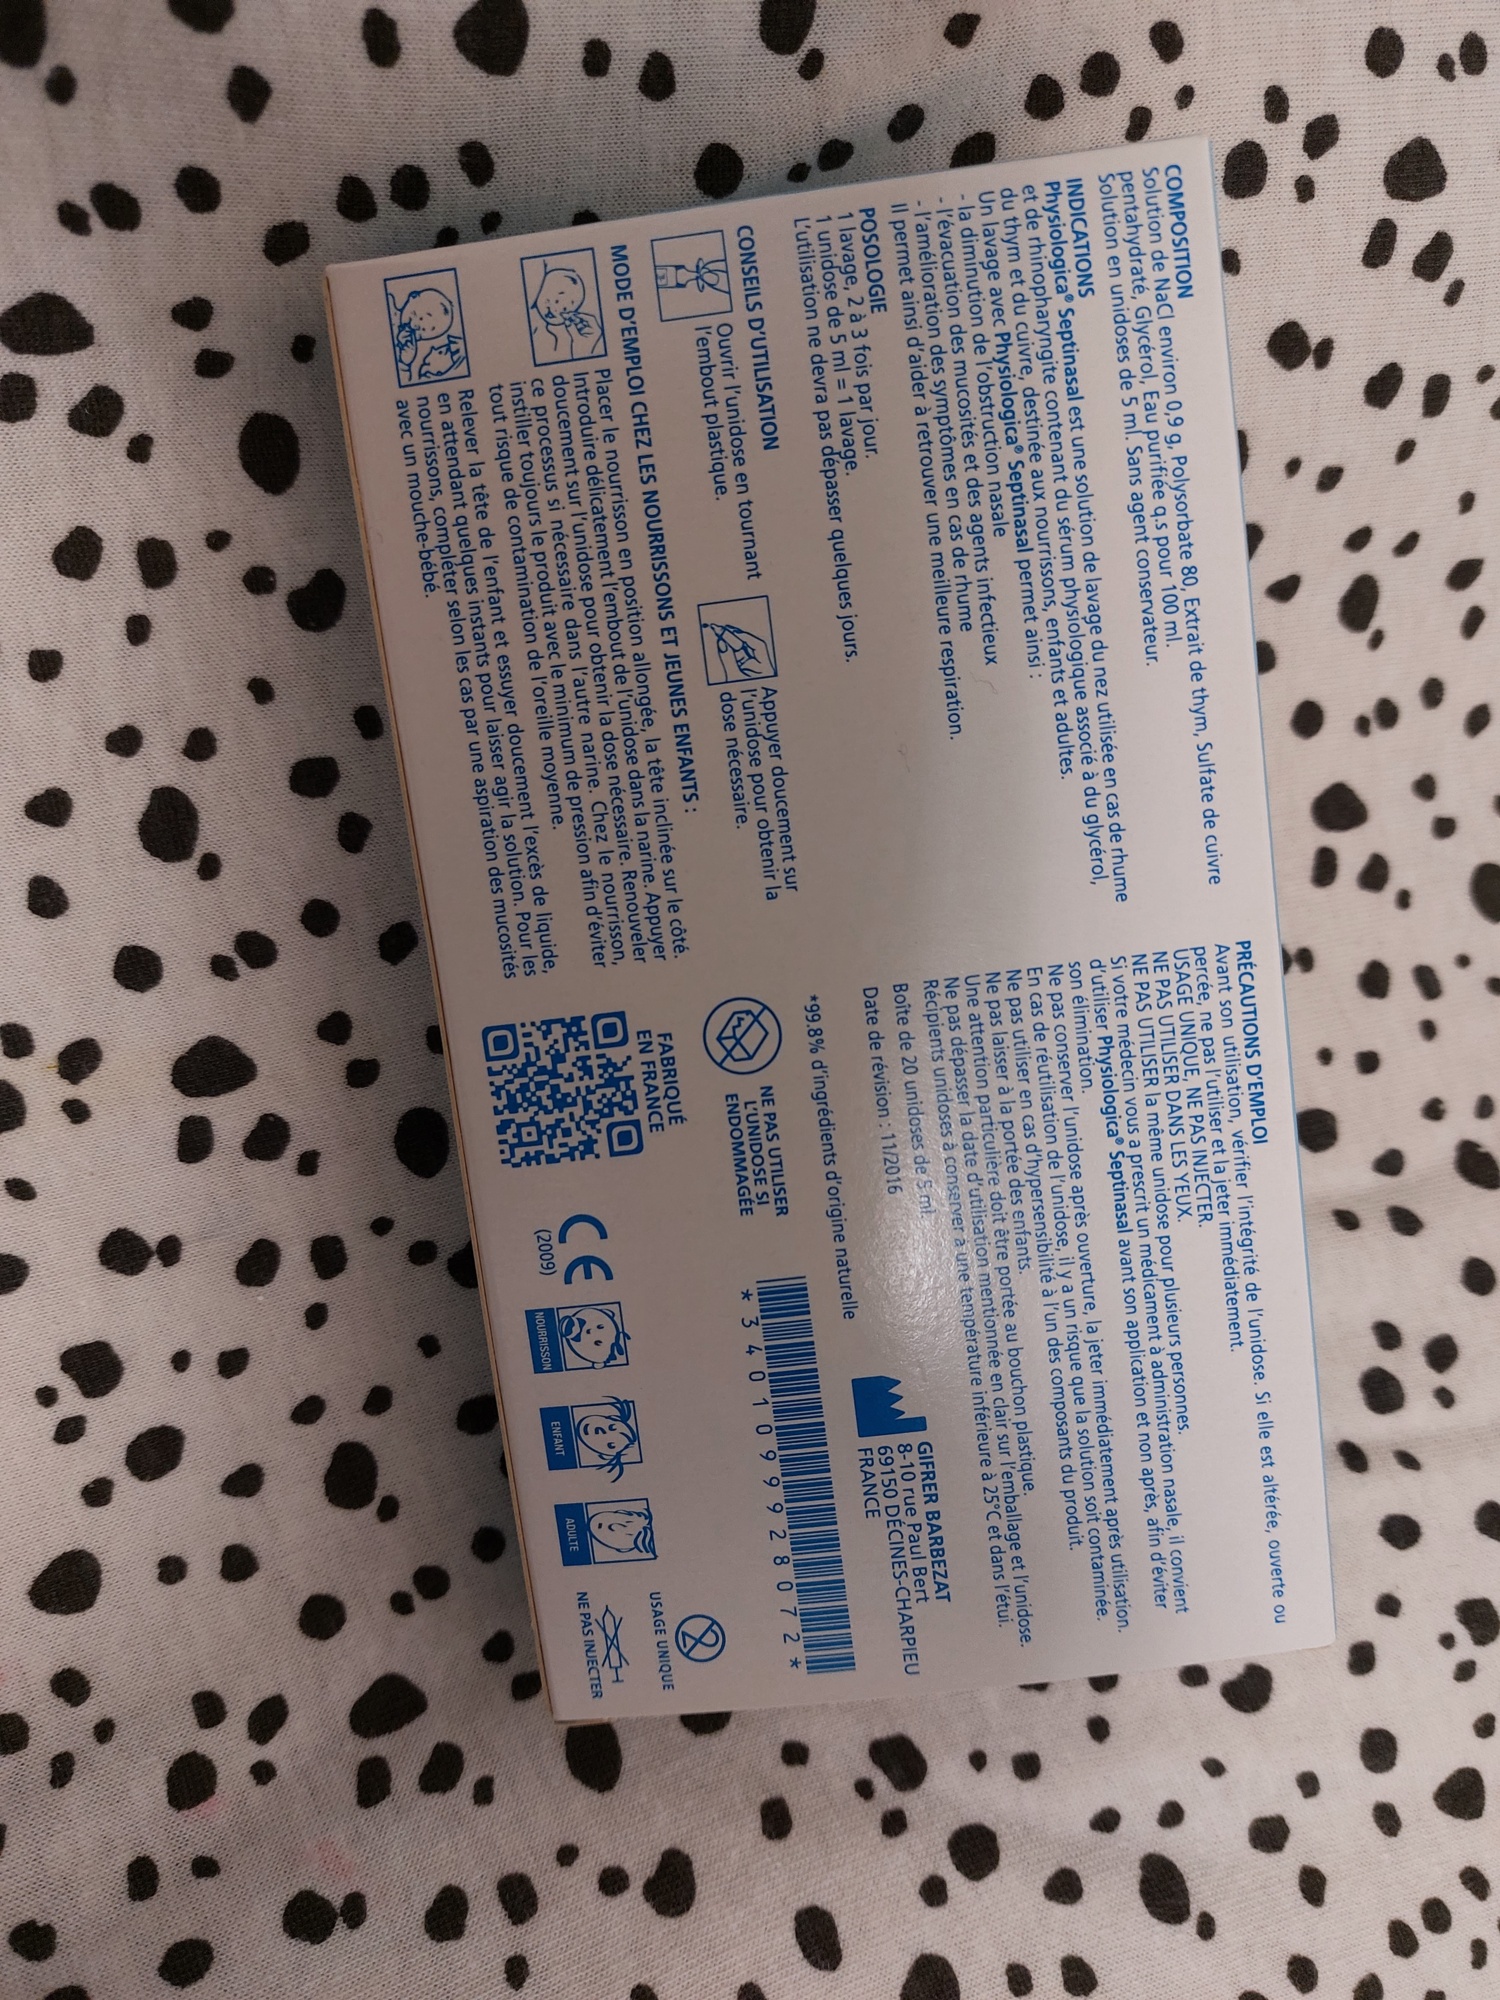 COMPOSITION
Solution de NaCl environ 0,9 g, Polysorbate 80, Extrait de thym, Sulfate de cuivre
pentahydraté, Glycérol, Eau purifiée q.s pour 100 ml.
Solution en unidoses de 5 ml. Sans agent conservateur.
INDICATIONS
Physiologica® Septinasal est une solution de lavage du nez utilisée en cas de rhume
et de rhinopharyngite contenant du sérum physiologique associé à du glycérol,
du thym et du cuivre, destinée aux nourrissons, enfants et adultes.
Un lavage avec Physiologica® Septinasal permet ainsi :
- la diminution de l'obstruction nasale
- l'évacuation des mucosités et des agents infectieux
- l'amélioration des symptômes en cas de rhume
Il permet ainsi d'aider à retrouver une meilleure respiration.
POSOLOGIE
1 lavage, 2 à 3 fois par jour.
1 unidose de 5 ml = 1 lavage.
L'utilisation ne devra pas dépasser quelques jours.
CONSEILS D'UTILISATION
Ouvrir l'unidose en tournant
l'embout plastique.
Appuyer doucement sur
l'unidose pour obtenir la
dose nécessaire.
MODE D'EMPLOI CHEZ LES NOURRISSONS ET JEUNES ENFANTS :
Placer le nourrisson en position allongée, la tête inclinée sur le côté.
Introduire délicatement l'embout de l'unidose dans la narine. Appuyer
doucement sur l'unidose pour obtenir la dose nécessaire. Renouveler
ce processus si nécessaire dans l'autre narine. Chez le nourrisson,
instiller toujours le produit avec le minimum de pression afin d'éviter
tout risque de contamination de l'oreille moyenne.
Relever la tête de l'enfant et essuyer doucement l'excès de liquide,
en attendant quelques instants pour laisser agir la solution. Pour les
nourrissons, compléter selon les cas par une aspiration des mucosités
avec un mouche-bébé.
PRÉCAUTIONS D'EMPLOI
Avant son utilisation, vérifier l'intégrité de l'unidose. Si elle est altérée, ouverte ou
percée, ne pas l'utiliser et la jeter immédiatement.
USAGE UNIQUE, NE PAS INJECTER.
NE PAS UTILISER DANS LES YEUX.
NE PAS UTILISER la même unidose pour plusieurs personnes.
Si votre médecin vous a prescrit un médicament à administration nasale, il convient
d'utiliser Physiologica® Septinasal avant son application et non après, afin d'éviter
son élimination.
Ne pas conserver l'unidose après ouverture, la jeter immédiatement après utilisation.
En cas de réutilisation de l'unidose, il y a un risque que la solution soit contaminée.
Ne pas utiliser en cas d'hypersensibilité à l'un des composants du produit.
Ne pas laisser à la portée des enfants.
Une attention particulière doit être portée au bouchon plastique.
Ne pas dépasser la date d'utilisation mentionnée en clair sur l'emballage et l'unidose.
Récipients unidoses à conserver à une température inférieure à 25°C et dans l'étui.
Boîte de 20 unidoses de 5 ml
Date de révision : 11/2016
GIFRER BARBEZAT
8-10 rue Paul Bert
69150 DÉCINES-CHARPIEU
FRANCE
*99.8% d'ingrédients d'origine naturelle
NE PAS UTILISER
L'UNIDOSE SI
ENDOMMAGÉE
*3401099928072*
FABRIQUÉ
EN FRANCE
CE
(2009)
NOURRISSON
ENFANT
ADULTE
2
USAGE UNIQUE
NE PAS INJECTER